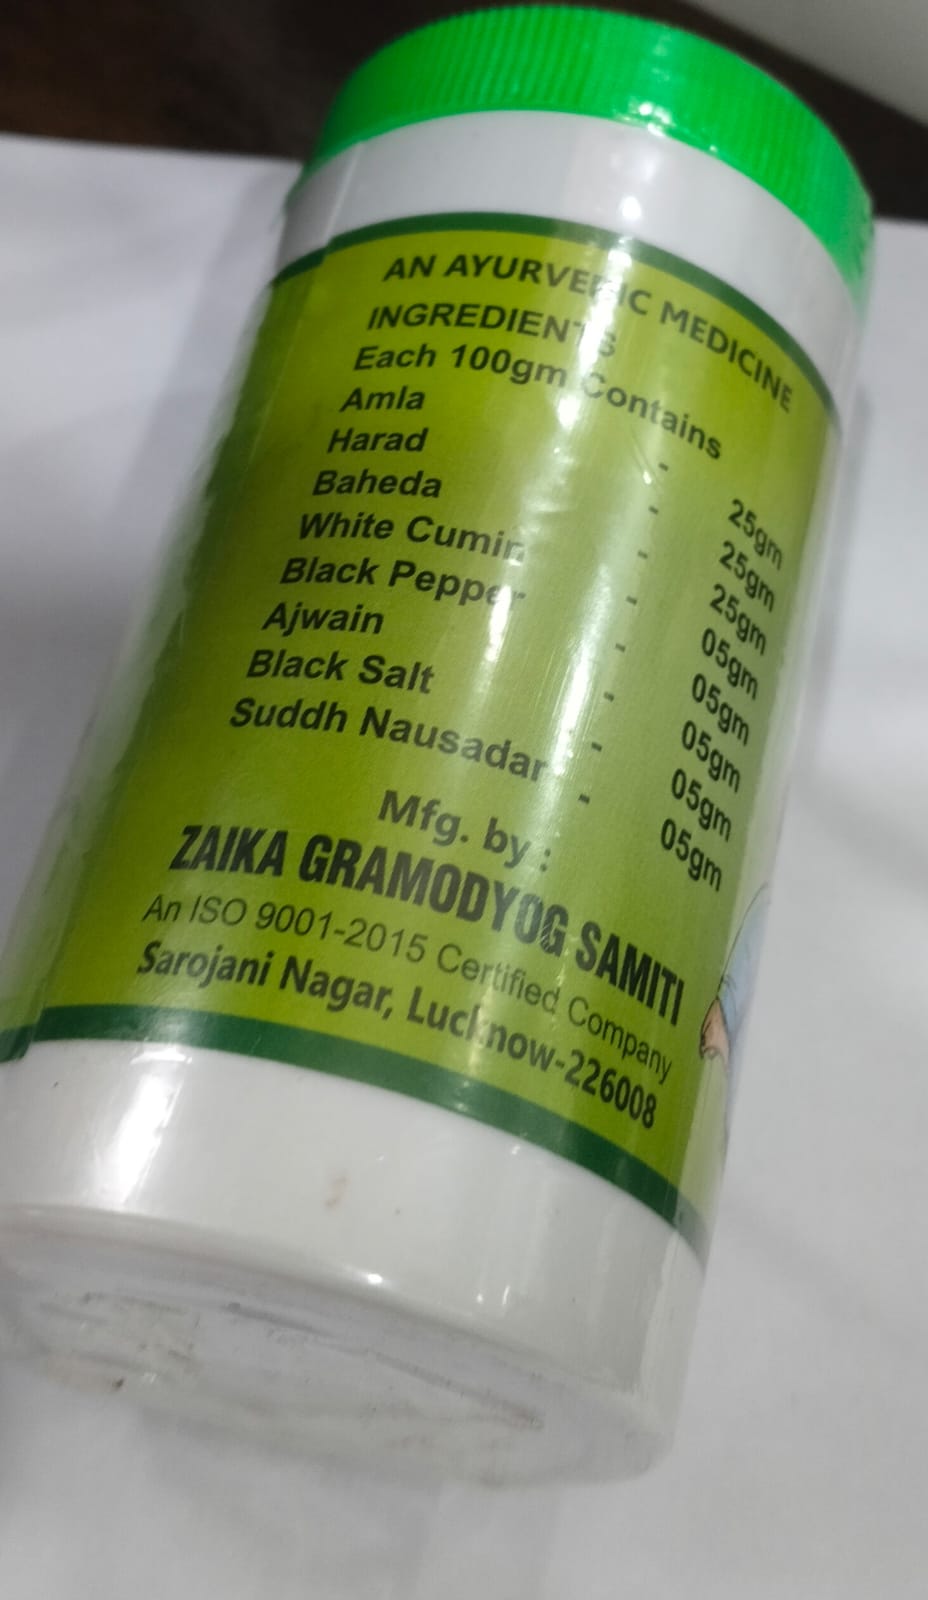 AN AYURVEDIC MEDICINE
INGREDIENTS
Each 100gm Contains
Amla - 25gm
Harad - 25gm
Baheda - 25gm
White Cumin - 05gm
Black Pepper - 05gm
Ajwain - 05gm
Black Salt - 05gm
Suddh Nausadar - 05gm
Mfg. by :
ZAIKA GRAMODYOG SAMITI
An ISO 9001-2015 Certified Company
Sarojani Nagar, Lucknow-226008